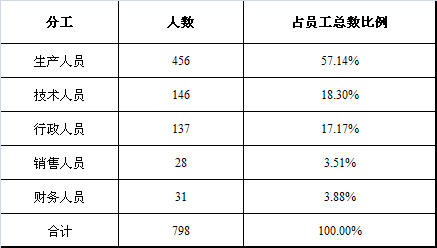 分工 人数 占员工总数比例
生产人员 456 57.14%
技术人员 146 18.30%
行政人员 137 17.17%
销售人员 28 3.51%
财务人员 31 3.88%
合计 798 100.00%